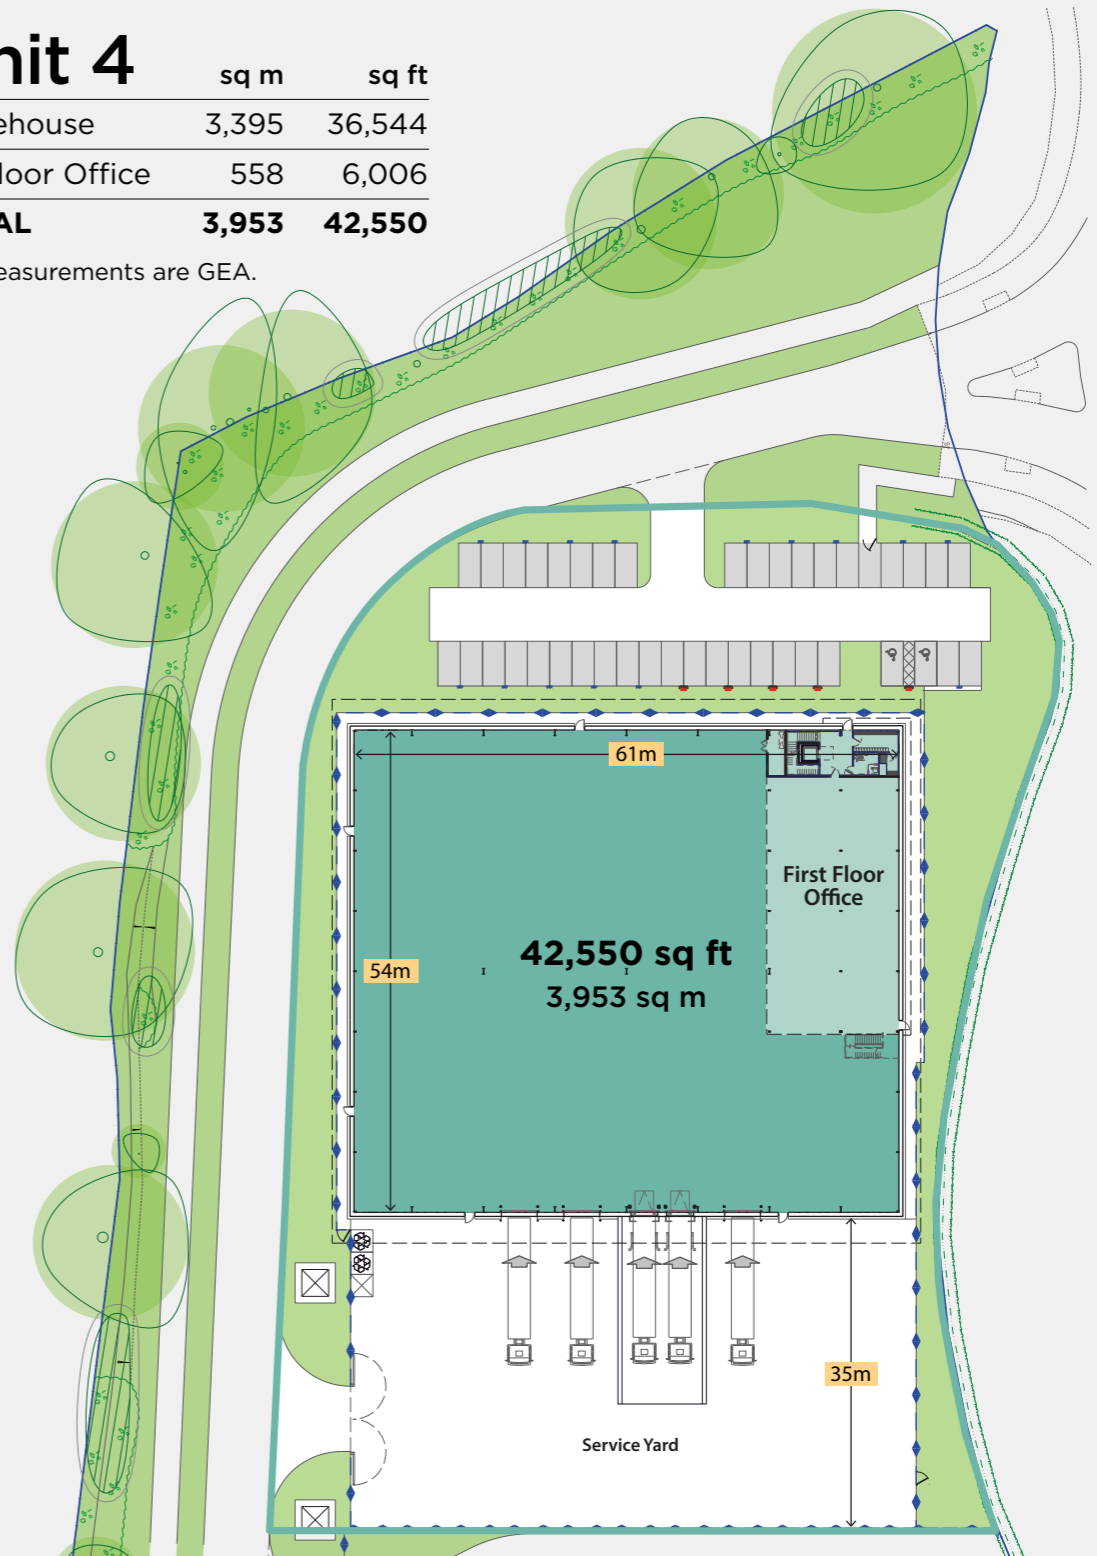 nit 4 sq m sq ft
ehouse 3,395 36,544
loor Office 558 6,006
AL 3,953 42,550
easurements are GEA.
61m
First Floor
Office
42,550 sq ft
54m
3,953 sq m
35m
Service Yard